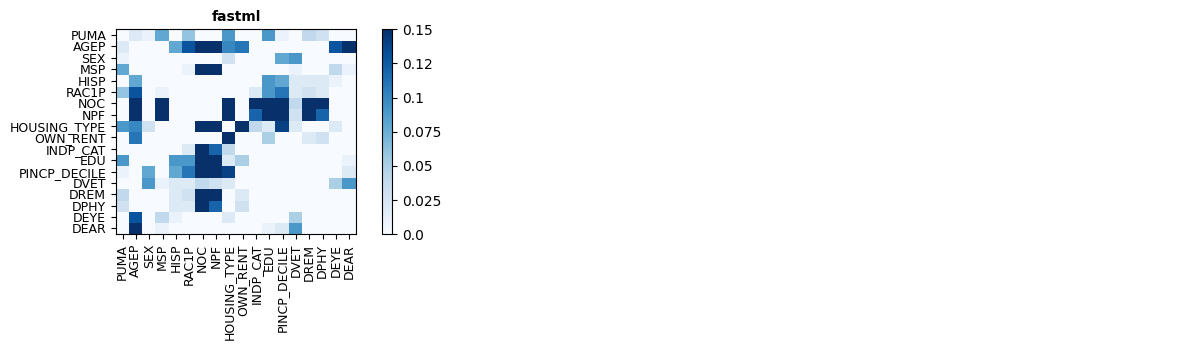 fastml
PUMA
AGEP
SEX
MSP
HISP
RAC1P
NOC
NPF
HOUSING_TYPE
OWN_RENT
INDP_CAT
EDU
PINCP_DECILE
DVET
DREM
DPHY
DEYE
DEAR
PUMA
AGEP
SEX
MSP
HISP
RAC1P
NOC
NPF
HOUSING_TYPE
OWN_RENT
INDP_CAT
EDU
PINCP_DECILE
DVET
DREM
DPHY
DEYE
DEAR
0.15
0.125
0.100
0.075
0.050
0.025
0.0